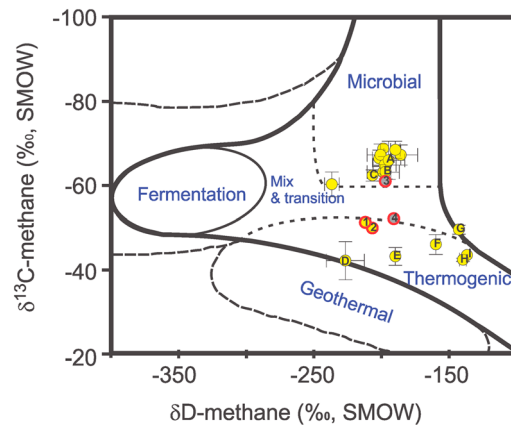 -100
-80
-60
-40
-20
δ¹³C-methane (‰, SMOW)
Microbial
A
C B
3
Fermentation
Mix
& transition
4
1 2
G
F
E
D
H I
Thermogenic
Geothermal
-350
-250
-150
δD-methane (‰, SMOW)